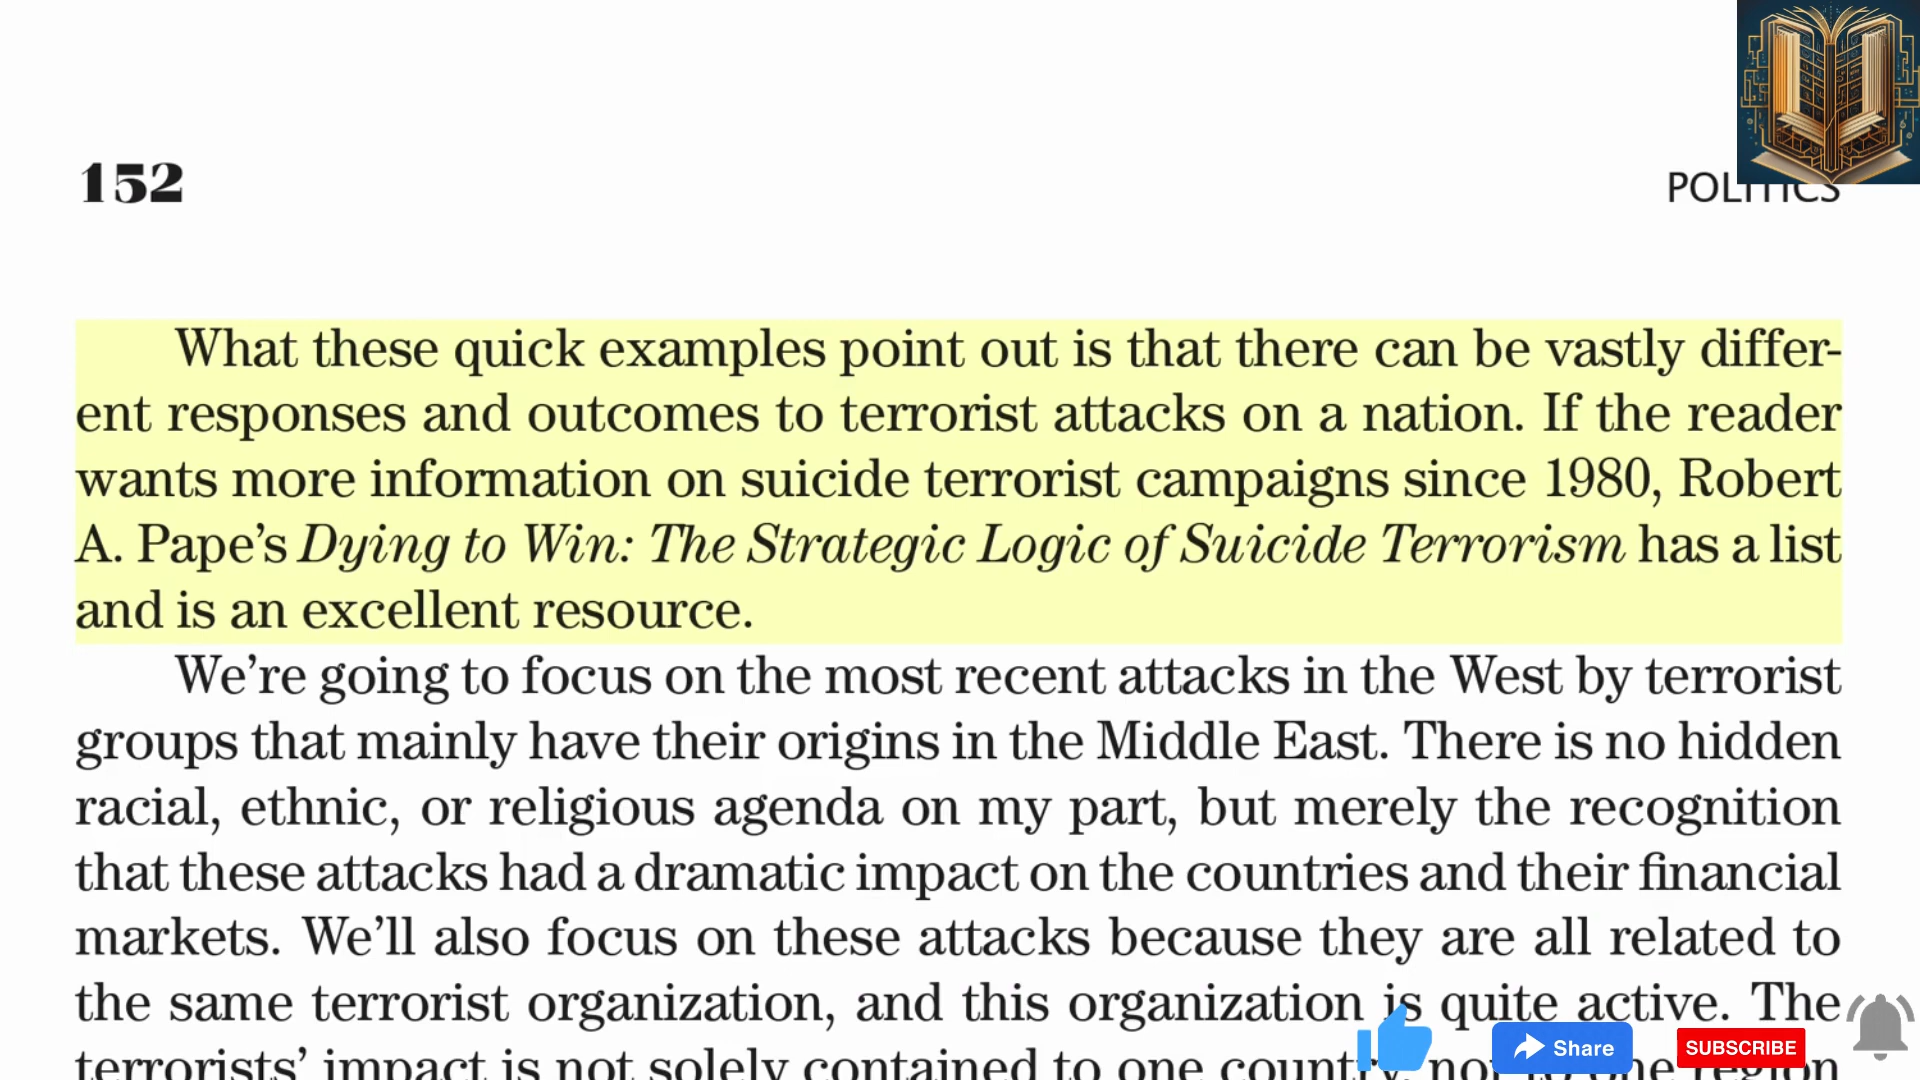 152
POLITICS
What these quick examples point out is that there can be vastly differ-
ent responses and outcomes to terrorist attacks on a nation. If the reader
wants more information on suicide terrorist campaigns since 1980, Robert
A. Pape’s Dying to Win: The Strategic Logic of Suicide Terrorism has a list
and is an excellent resource.
We’re going to focus on the most recent attacks in the West by terrorist
groups that mainly have their origins in the Middle East. There is no hidden
racial, ethnic, or religious agenda on my part, but merely the recognition
that these attacks had a dramatic impact on the countries and their financial
markets. We’ll also focus on these attacks because they are all related to
the same terrorist organization, and this organization is quite active. The
terrorists’ impact is not solely contained to one country, nor to one region
Share
SUBSCRIBE